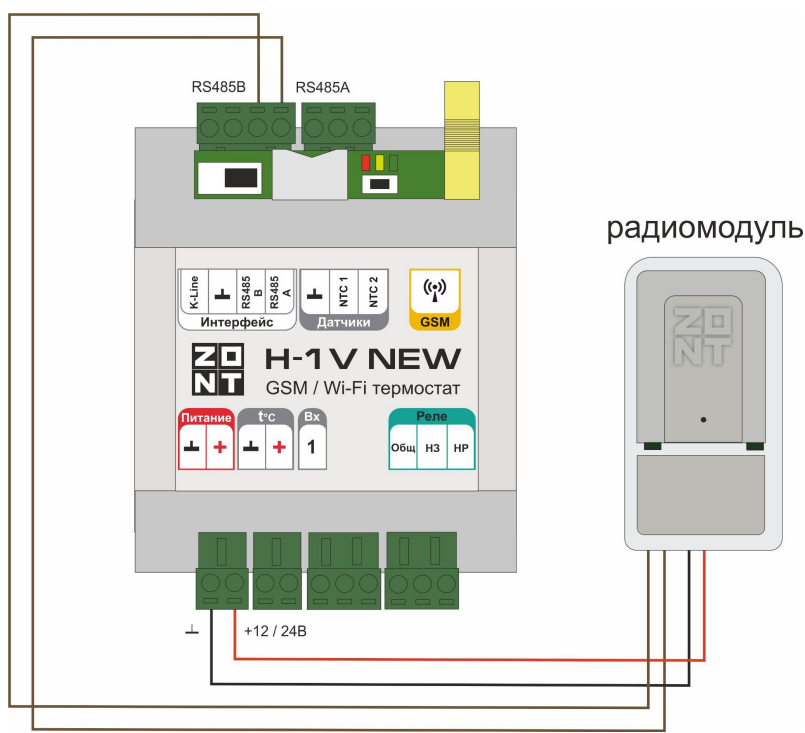 RS485B RS485A
радиомодуль
K-Line
RS485 B
RS485 A
NTC 1
NTC 2
Интерфейс
Датчики
GSM
ZONT
H-1V NEW
GSM / Wi-Fi термостат
Питание
t°C
Вх
Реле
+
+
1
Общ НЗ НР
ZONT
+12 / 24В